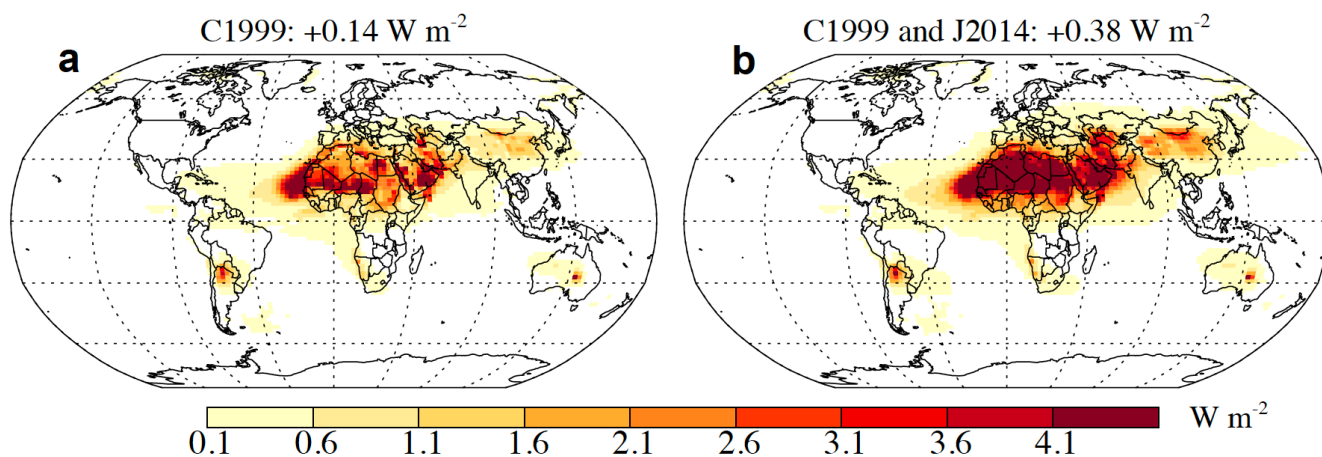 C1999: +0.14 W m-2
C1999 and J2014: +0.38 W m-2
a
b
W m-2
0.1 0.6 1.1 1.6 2.1 2.6 3.1 3.6 4.1